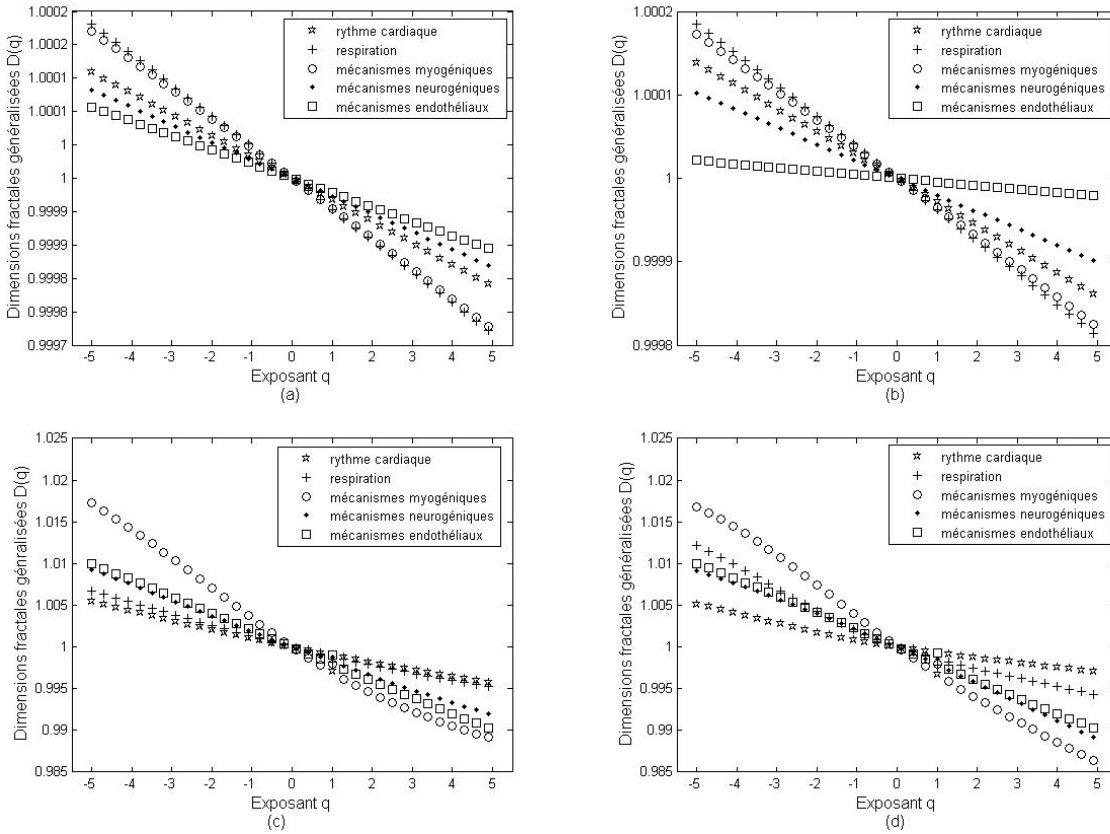 Dimensions fractales généralisées D(q)
1.0002
1.0001
1.0001
1
1
0.9999
0.9999
0.9998
0.9998
0.9997
rythme cardiaque
respiration
mécanismes myogéniques
mécanismes neurogéniques
mécanismes endothéliaux
-5 -4 -3 -2 -1 0 1 2 3 4 5
Exposant q
(a)
Dimensions fractales généralisées D(q)
1.0002
1.0001
1
0.9999
0.9998
rythme cardiaque
respiration
mécanismes myogéniques
mécanismes neurogéniques
mécanismes endothéliaux
-5 -4 -3 -2 -1 0 1 2 3 4 5
Exposant q
(b)
Dimensions fractales génralisées D(q)
1.025
1.02
1.015
1.01
1.005
1
0.995
0.99
0.985
rythme cardiaque
respiration
mécanismes myogéniques
mécanismes neurogéniques
mécanismes endothéliaux
-5 -4 -3 -2 -1 0 1 2 3 4 5
Exposant q
(c)
Dimensions fractales généralisées D(q)
1.025
1.02
1.015
1.01
1.005
1
0.995
0.99
0.985
rythme cardiaque
respiration
mécanismes myogéniques
mécanismes neurogéniques
mécanismes endothéliaux
-5 -4 -3 -2 -1 0 1 2 3 4 5
Exposant q
(d)